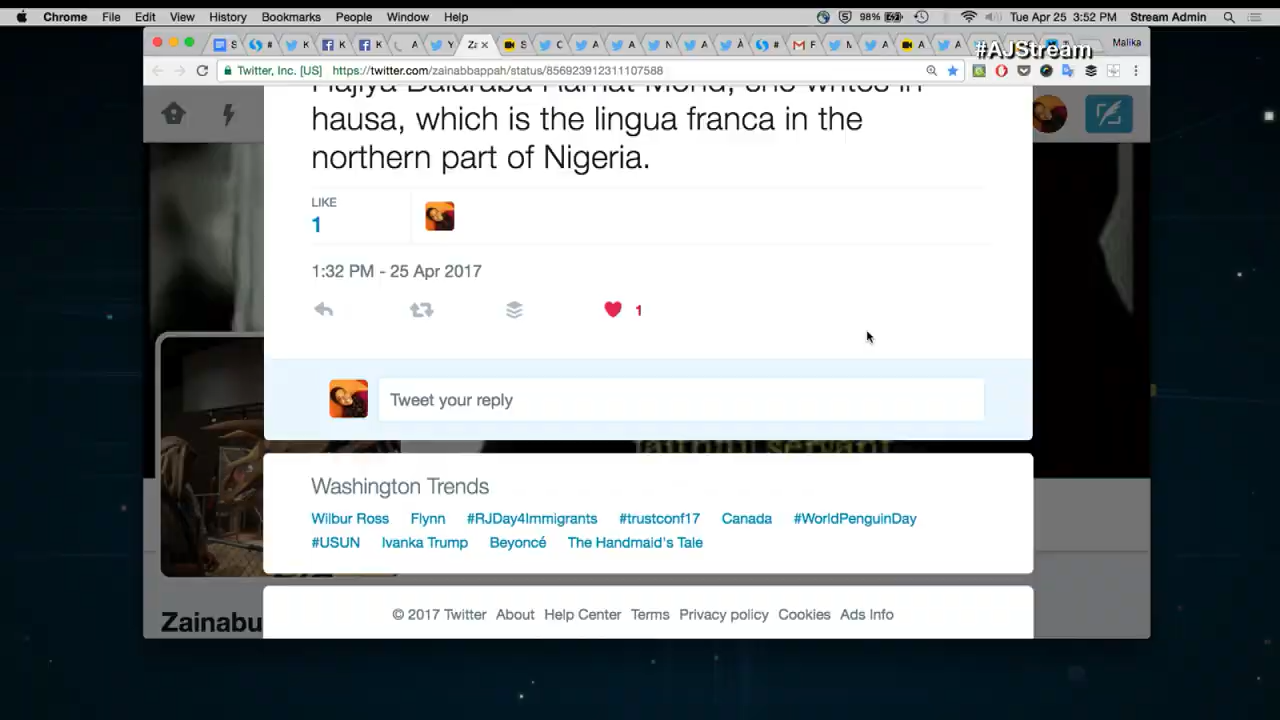 Chrome File Edit View History Bookmarks People Window Help 98% Tue Apr 25 3:52 PM Stream Admin
#AJStream
Malika
Twitter, Inc. [US] https://twitter.com/zainabbappah/status/856923912311107588
hausa, which is the lingua franca in the
northern part of Nigeria.
LIKE
1
1:32 PM - 25 Apr 2017
1
Tweet your reply
faithful servant
Washington Trends
Wilbur Ross Flynn #RJDay4Immigrants #trustconf17 Canada #WorldPenguinDay
#USUN Ivanka Trump Beyoncé The Handmaid's Tale
© 2017 Twitter About Help Center Terms Privacy policy Cookies Ads Info
Zainabu